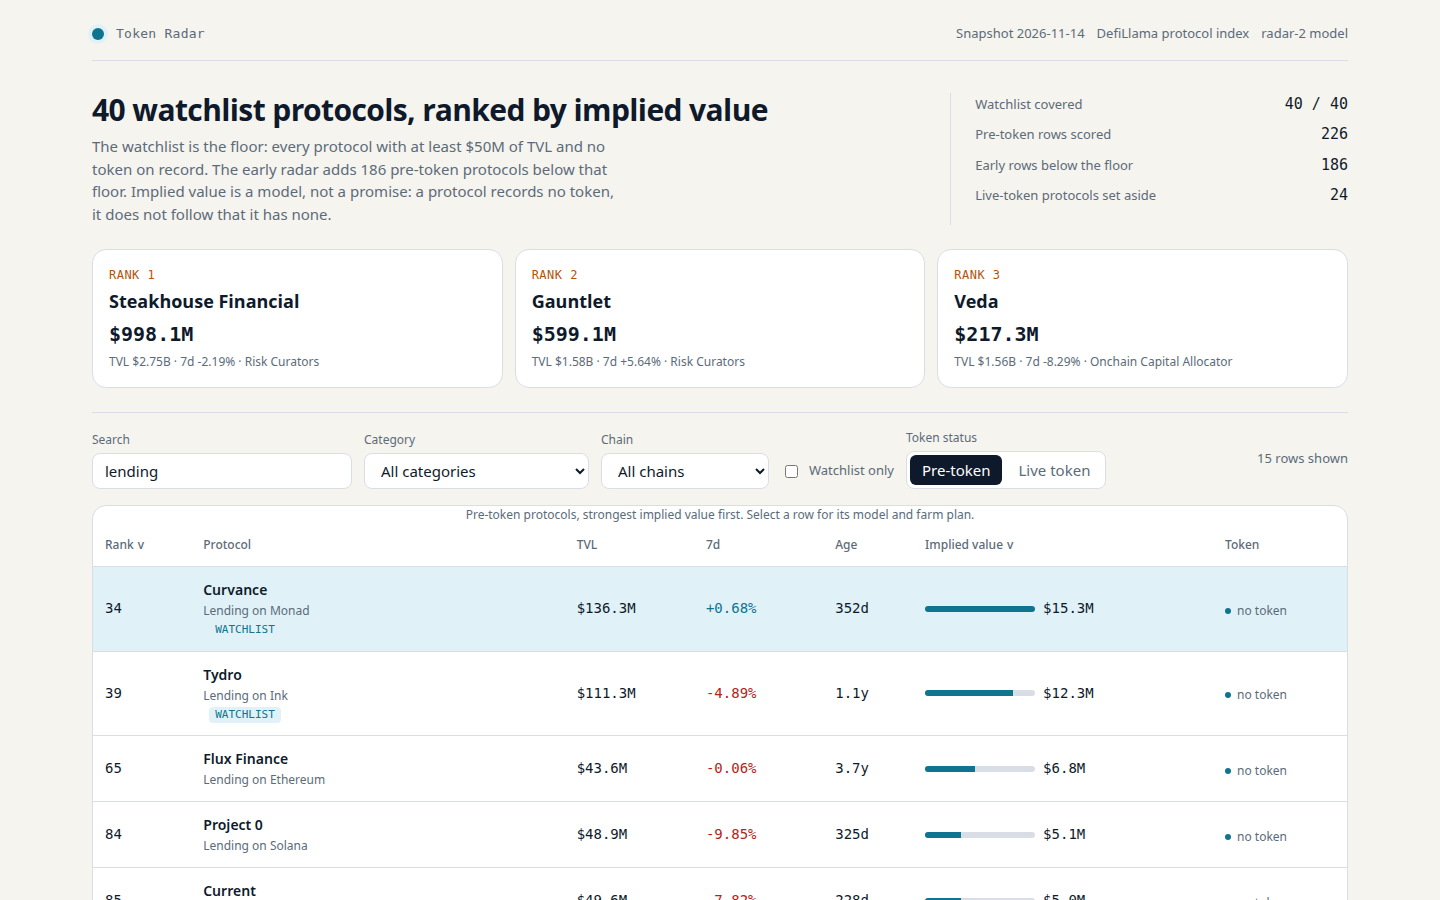 Token Radar
Snapshot 2026-11-14 DefiLlama protocol index radar-2 model
40 watchlist protocols, ranked by implied value
The watchlist is the floor: every protocol with at least $50M of TVL and no
token on record. The early radar adds 186 pre-token protocols below that
floor. Implied value is a model, not a promise: a protocol records no token,
it does not follow that it has none.
Watchlist covered 40 / 40
Pre-token rows scored 226
Early rows below the floor 186
Live-token protocols set aside 24
RANK 1
Steakhouse Financial
$998.1M
TVL $2.75B · 7d -2.19% · Risk Curators
RANK 2
Gauntlet
$599.1M
TVL $1.58B · 7d +5.64% · Risk Curators
RANK 3
Veda
$217.3M
TVL $1.56B · 7d -8.29% · Onchain Capital Allocator
Search
lending
Category
All categories
Chain
All chains
Watchlist only
Token status
Pre-token Live token
15 rows shown
Pre-token protocols, strongest implied value first. Select a row for its model and farm plan.
Rank v Protocol TVL 7d Age Implied value v Token
34 Curvance $136.3M +0.68% 352d $15.3M no token
Lending on Monad
WATCHLIST
39 Tydro $111.3M -4.89% 1.1y $12.3M no token
Lending on Ink
WATCHLIST
65 Flux Finance $43.6M -0.06% 3.7y $6.8M no token
Lending on Ethereum
84 Project 0 $48.9M -9.85% 325d $5.1M no token
Lending on Solana
85 Current $49.6M -7.82% 228d $5.0M